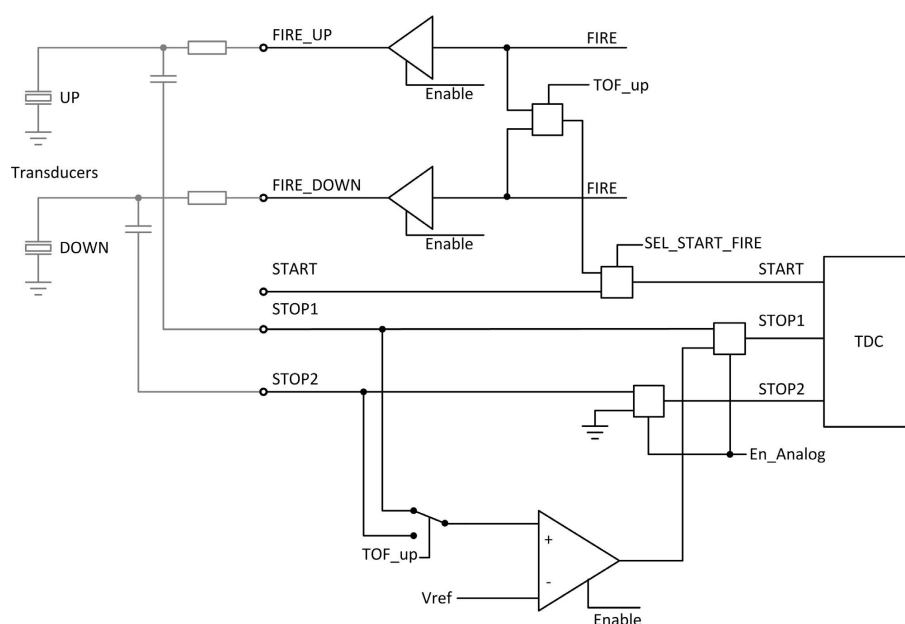 FIRE_UP
FIRE
Enable
TOF_up
UP
Transducers
FIRE_DOWN
FIRE
Enable
DOWN
SEL_START_FIRE
START
START
STOP1
STOP1
TDC
STOP2
STOP2
En_Analog
TOF_up
+
-
Vref
Enable